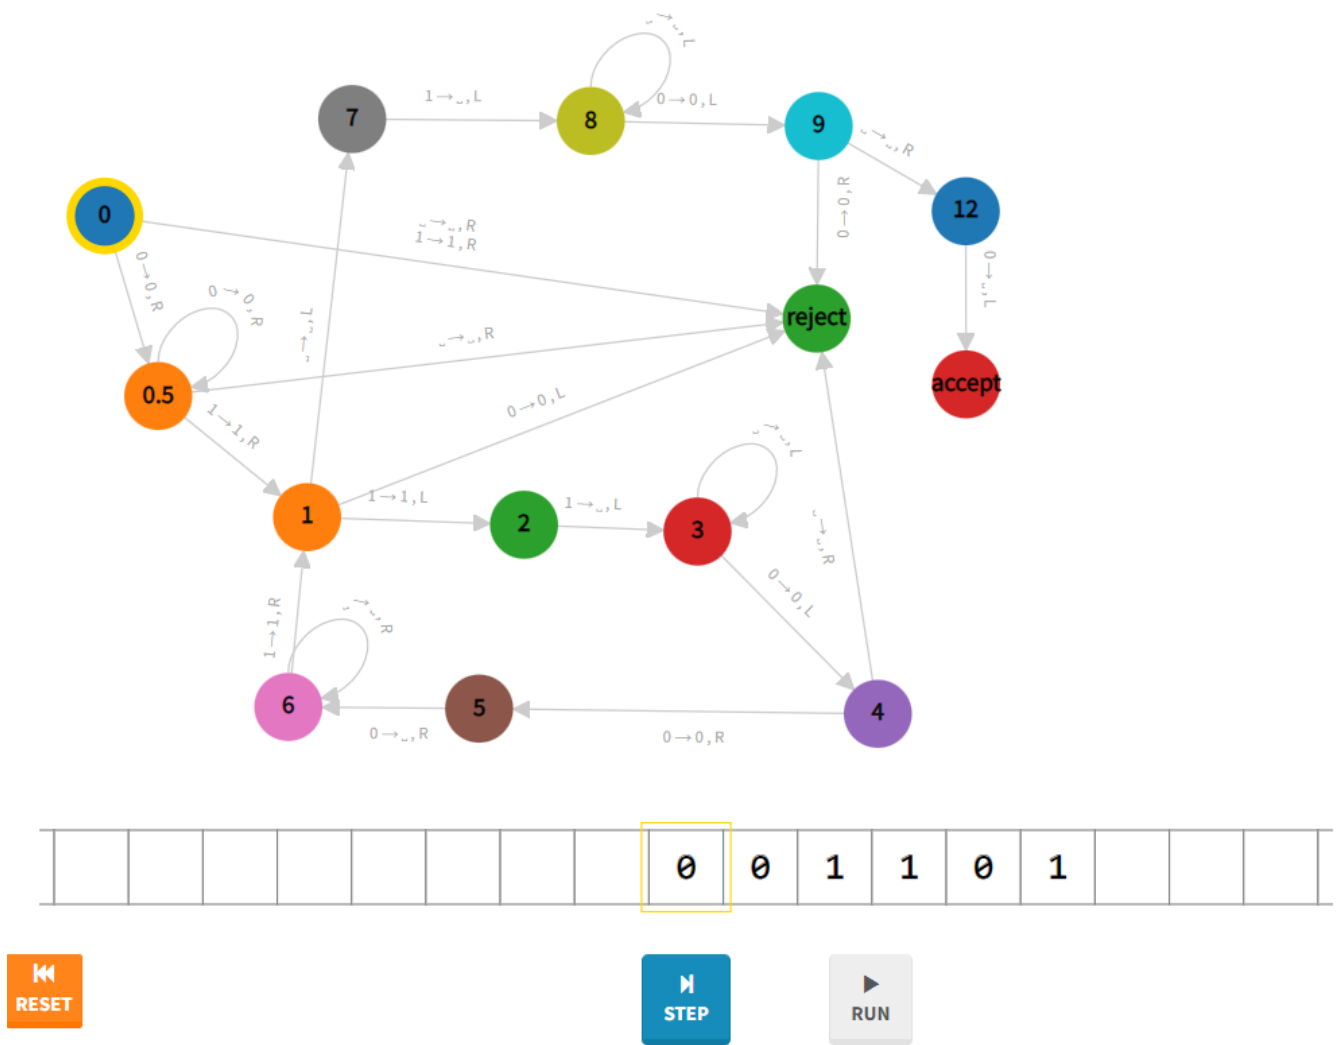 ␣→␣,L
7
1→␣,L
8
0→0,L
9
␣→␣,R
0
␣→␣,R
1→1,R
0→0,R
12
0→0,R
0→0,R
0→␣,L
␣→␣,L
reject
␣→␣,R
0.5
accept
1→1,R
0→0,L
␣→␣,L
1
1→1,L
2
1→␣,L
3
␣→␣,R
0→0,L
1→1,R
␣→␣,R
6
0→␣,R
5
0→0,R
4
0 0 1 1 0 1
RESET
STEP
RUN